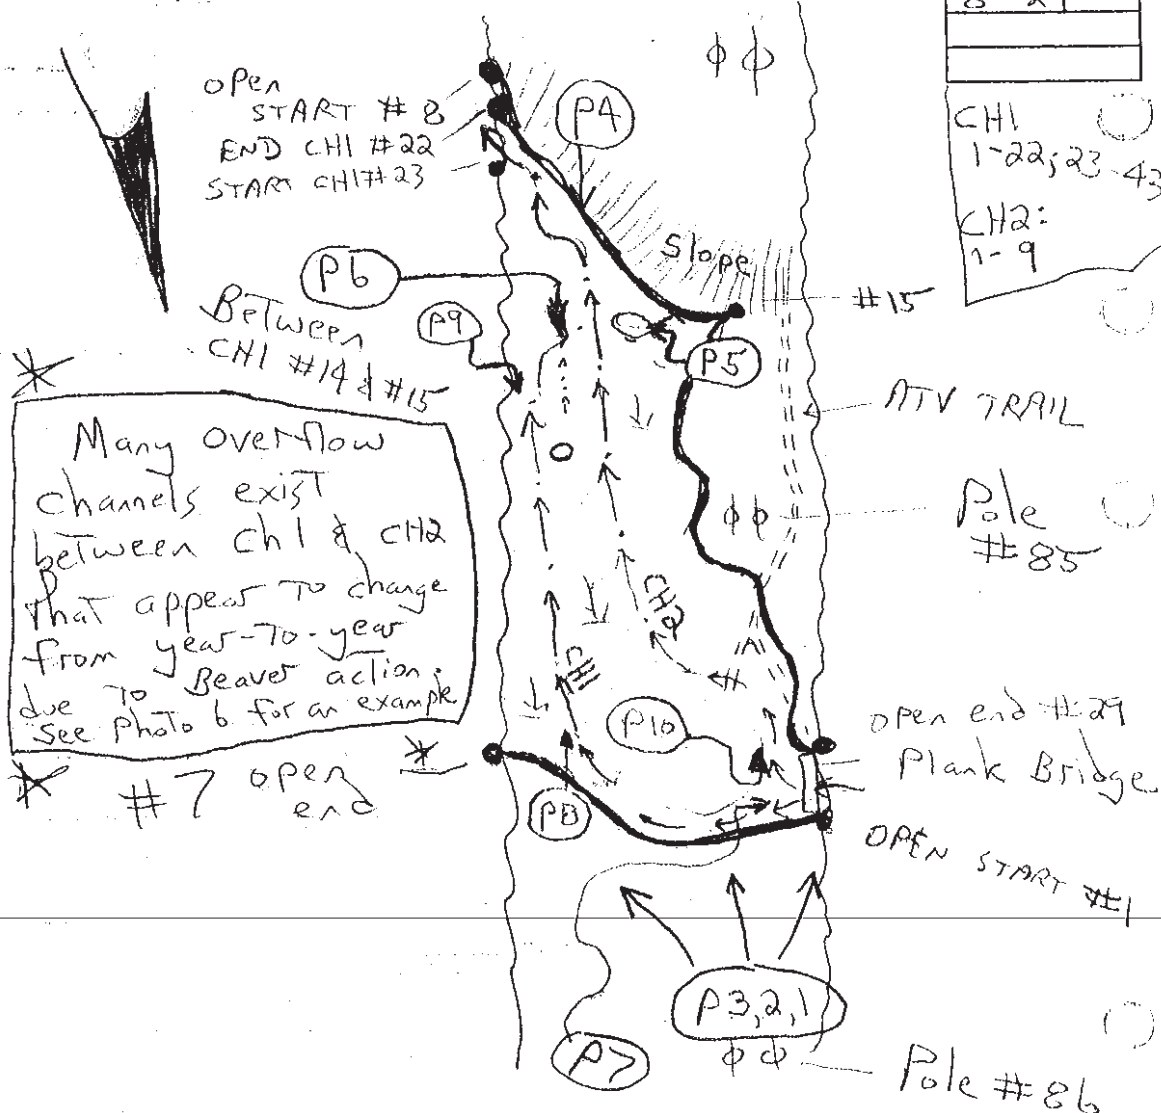 8 21
φ φ
CH1
1-22; 23-43
CH2:
1-9
open
START # 8
END CH1 #22
START CH1 #23
P4
Slope
P6
#15
P9
Between
CH1 #14 & #15
P5
ATV TRAIL
Many overflow
channels exist
between Ch1 & CH2
that appear to change
from year-to-year
due to Beaver action.
See photo 6 for an example
φ φ
Pole
#85
CH2
CH1
P10
open end #29
Plank Bridge
#7 open
end
P8
OPEN START #1
P3,2,1
P7
φ φ
Pole #86